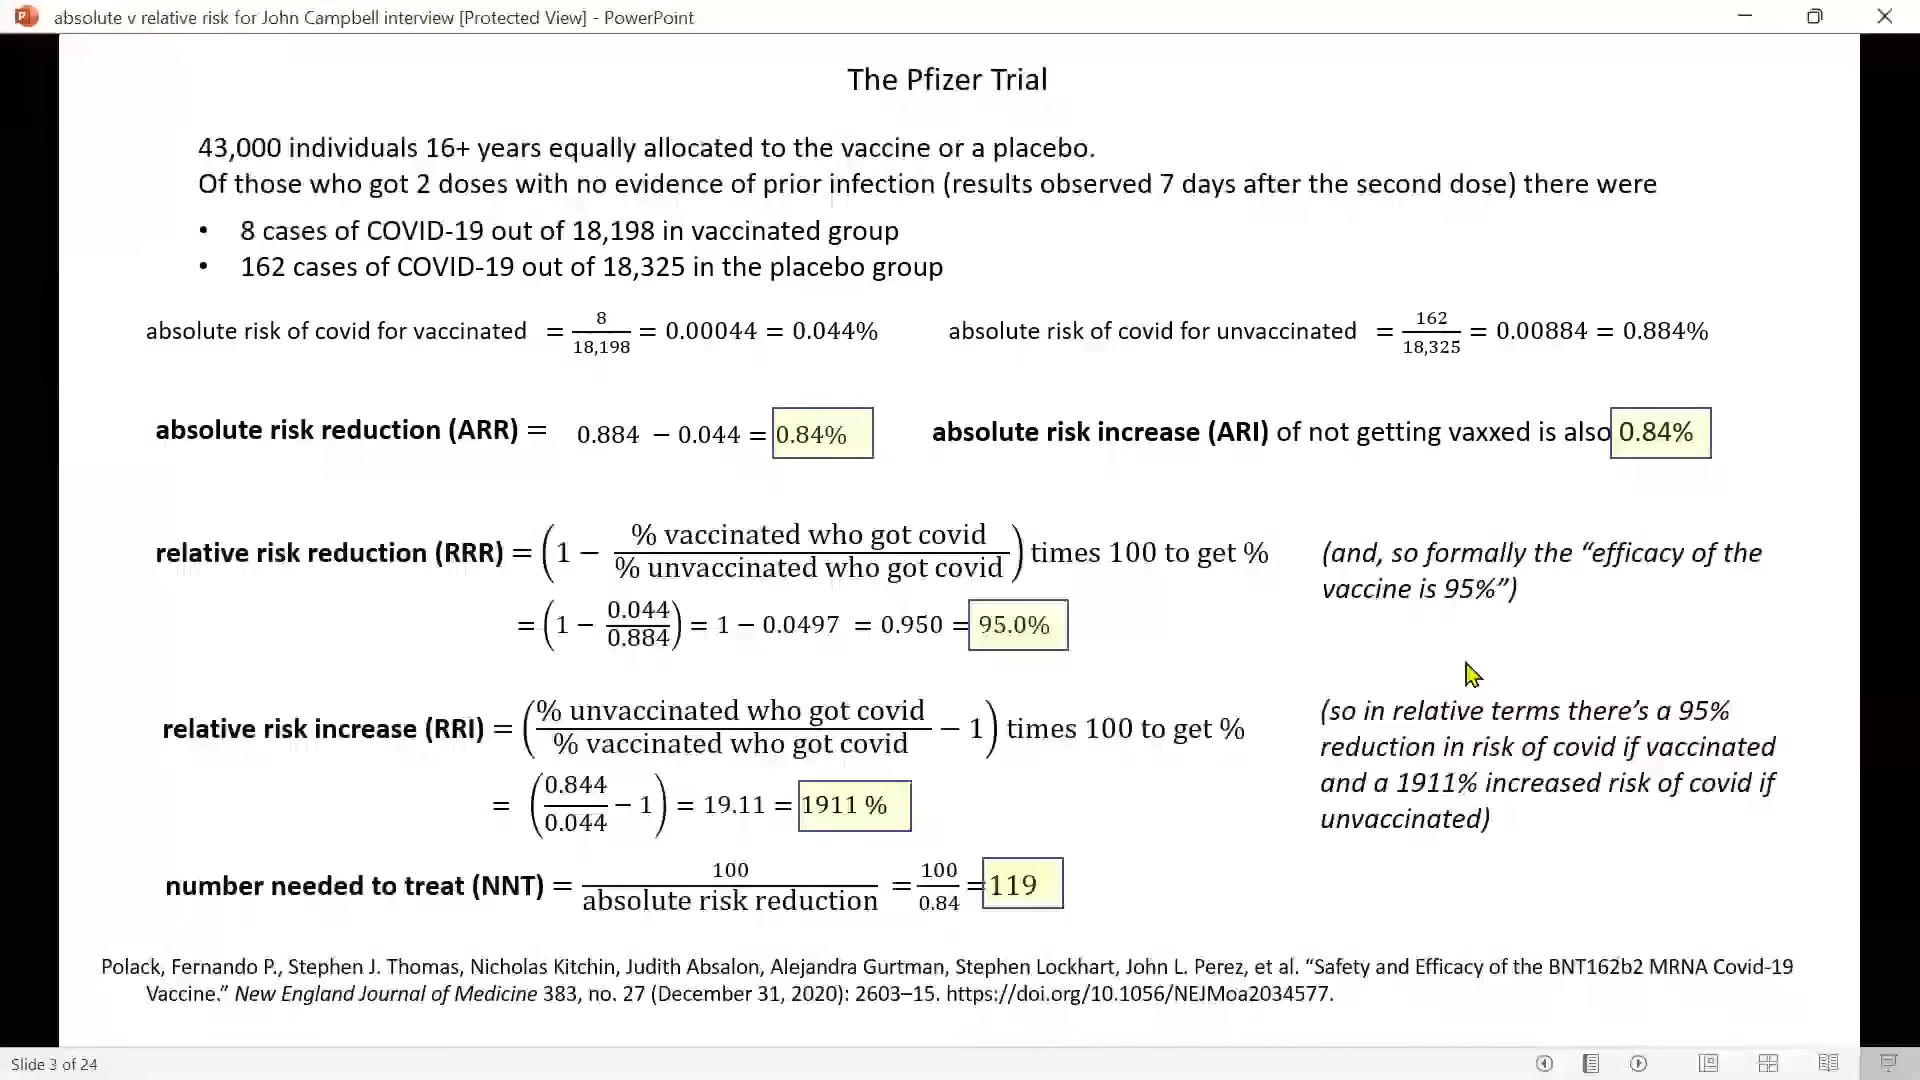 absolute v relative risk for John Campbell interview [Protected View] - PowerPoint
The Pfizer Trial
43,000 individuals 16+ years equally allocated to the vaccine or a placebo.
Of those who got 2 doses with no evidence of prior infection (results observed 7 days after the second dose) there were
• 8 cases of COVID-19 out of 18,198 in vaccinated group
• 162 cases of COVID-19 out of 18,325 in the placebo group
absolute risk of covid for vaccinated = 8/18,198 = 0.00044 = 0.044%
absolute risk of covid for unvaccinated = 162/18,325 = 0.00884 = 0.884%
absolute risk reduction (ARR) = 0.884 − 0.044 = 0.84%
absolute risk increase (ARI) of not getting vaxxed is also 0.84%
relative risk reduction (RRR) = (1 − % vaccinated who got covid/% unvaccinated who got covid) times 100 to get %
= (1 − 0.044/0.884) = 1 − 0.0497 = 0.950 = 95.0%
(and, so formally the “efficacy of the
vaccine is 95%”)
relative risk increase (RRI) = (% unvaccinated who got covid/% vaccinated who got covid − 1) times 100 to get %
= (0.844/0.044 − 1) = 19.11 = 1911 %
(so in relative terms there’s a 95%
reduction in risk of covid if vaccinated
and a 1911% increased risk of covid if
unvaccinated)
number needed to treat (NNT) = 100/absolute risk reduction = 100/0.84 = 119
Polack, Fernando P., Stephen J. Thomas, Nicholas Kitchin, Judith Absalon, Alejandra Gurtman, Stephen Lockhart, John L. Perez, et al. “Safety and Efficacy of the BNT162b2 MRNA Covid-19
Vaccine.” New England Journal of Medicine 383, no. 27 (December 31, 2020): 2603–15. https://doi.org/10.1056/NEJMoa2034577.
Slide 3 of 24